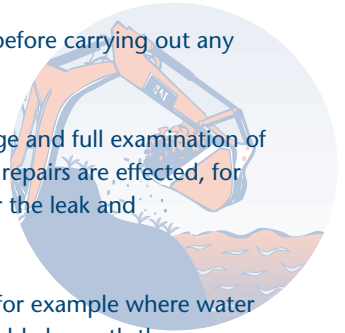 before carrying out any
ge and full examination of
repairs are effected, for
r the leak and
for example where water